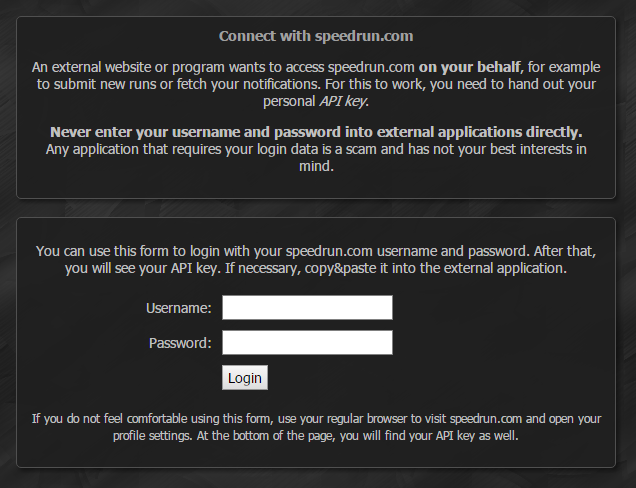 Connect with speedrun.com
An external website or program wants to access speedrun.com on your behalf, for example
to submit new runs or fetch your notifications. For this to work, you need to hand out your
personal API key.
Never enter your username and password into external applications directly.
Any application that requires your login data is a scam and has not your best interests in
mind.
You can use this form to login with your speedrun.com username and password. After that,
you will see your API key. If necessary, copy&paste it into the external application.
Username:
Password:
Login
If you do not feel comfortable using this form, use your regular browser to visit speedrun.com and open your
profile settings. At the bottom of the page, you will find your API key as well.